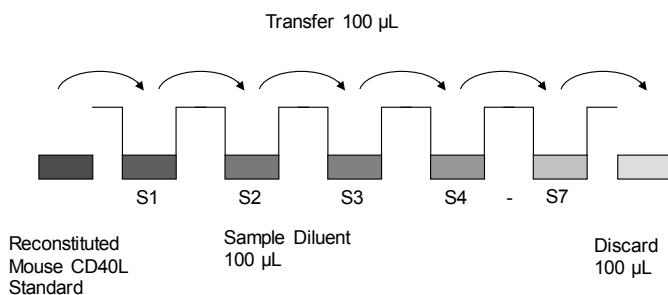 Transfer 100 µL
S1 S2 S3 S4 - S7
Reconstituted
Mouse CD40L
Standard
Sample Diluent
100 µL
Discard
100 µL